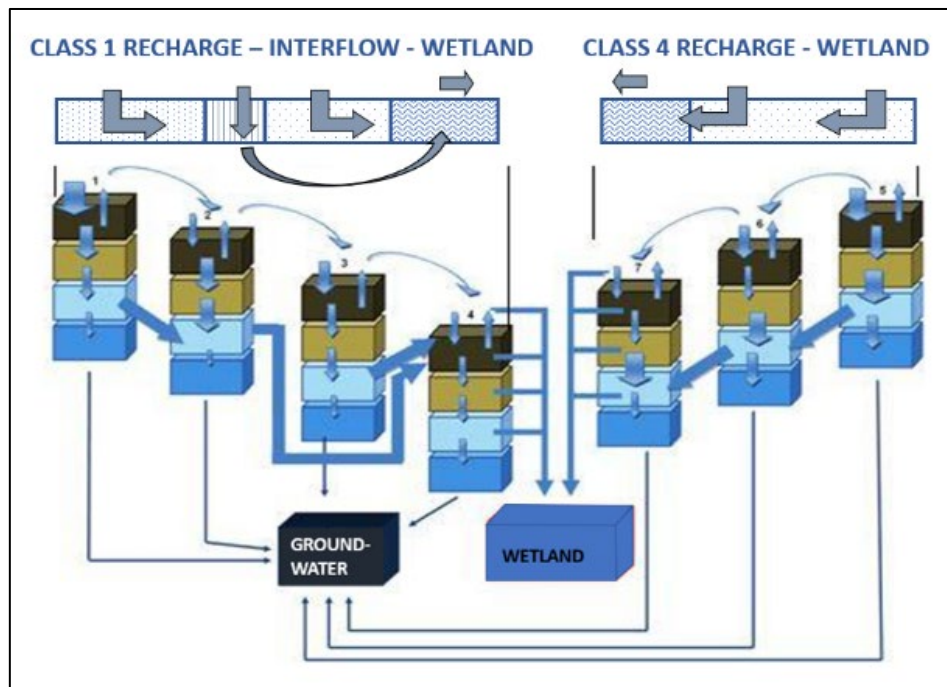 CLASS 1 RECHARGE – INTERFLOW - WETLAND
CLASS 4 RECHARGE - WETLAND
1
2
3
4
5
6
7
GROUND-
WATER
WETLAND